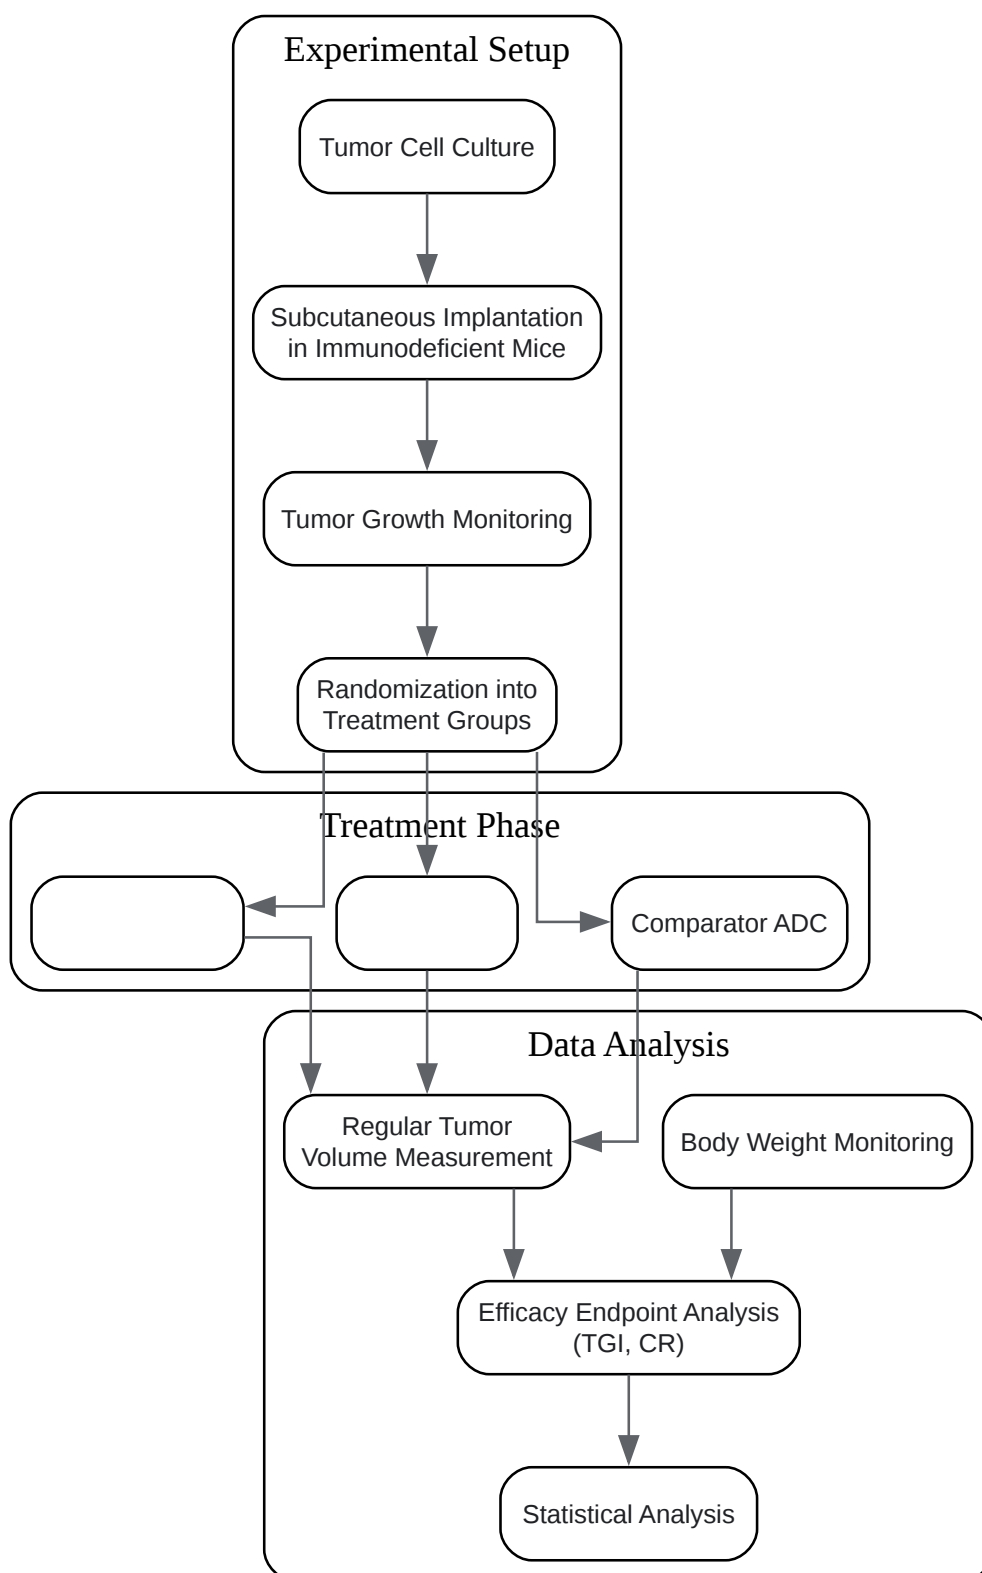 Experimental Setup
Tumor Cell Culture
Subcutaneous Implantation
in Immunodeficient Mice
Tumor Growth Monitoring
Randomization into
Treatment Groups
Treatment Phase
Comparator ADC
Data Analysis
Regular Tumor
Volume Measurement
Body Weight Monitoring
Efficacy Endpoint Analysis
(TGI, CR)
Statistical Analysis